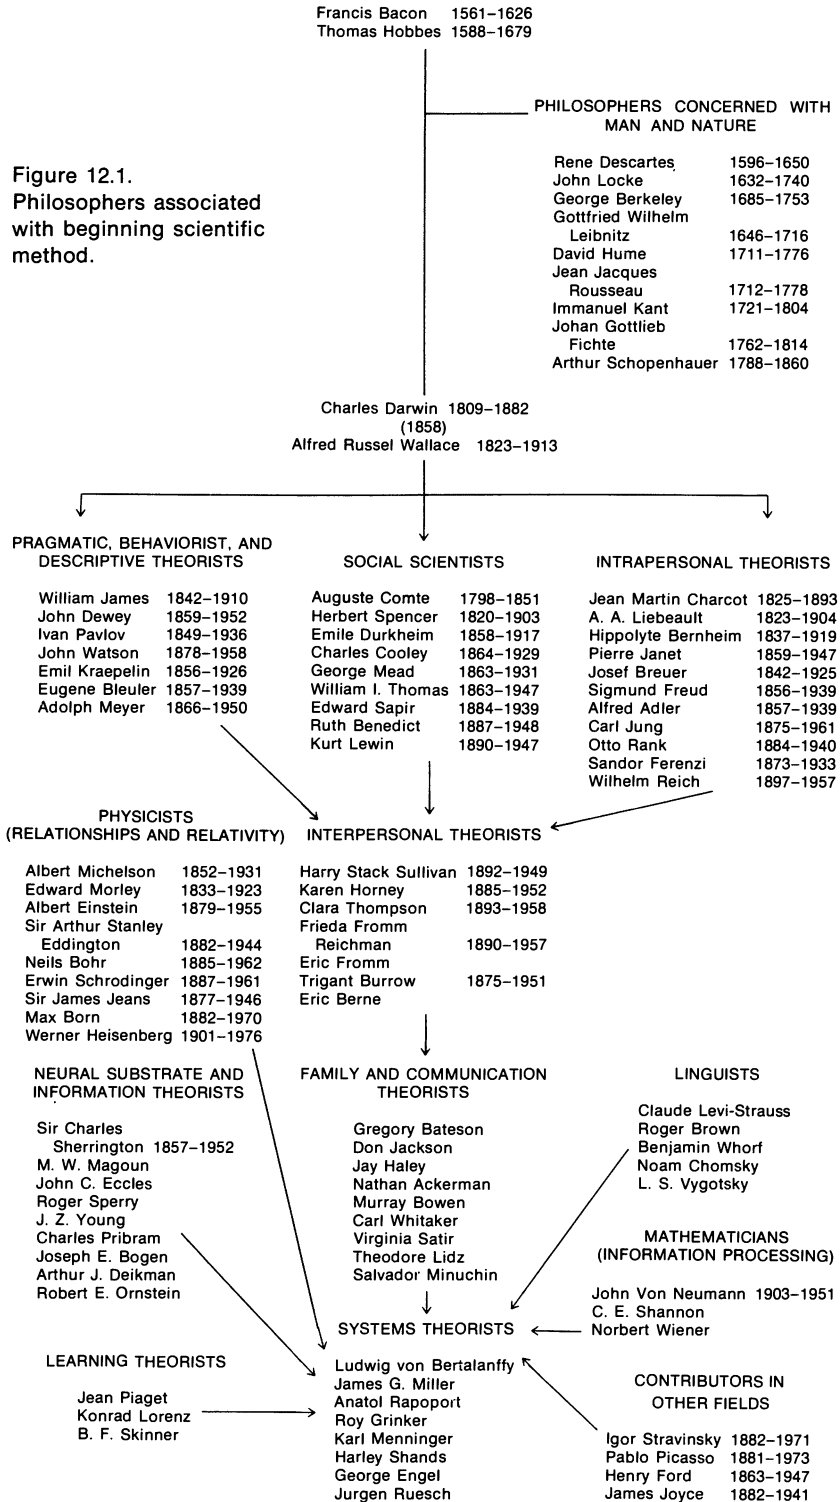 Francis Bacon 1561–1626
Thomas Hobbes 1588–1679
PHILOSOPHERS CONCERNED WITH
MAN AND NATURE
Rene Descartes 1596–1650
John Locke 1632–1740
George Berkeley 1685–1753
Gottfried Wilhelm
Leibnitz 1646–1716
David Hume 1711–1776
Jean Jacques
Rousseau 1712–1778
Immanuel Kant 1721–1804
Johan Gottlieb
Fichte 1762–1814
Arthur Schopenhauer 1788–1860
Figure 12.1.
Philosophers associated
with beginning scientific
method.
Charles Darwin 1809–1882
(1858)
Alfred Russel Wallace 1823–1913
PRAGMATIC, BEHAVIORIST, AND
DESCRIPTIVE THEORISTS
William James 1842–1910
John Dewey 1859–1952
Ivan Pavlov 1849–1936
John Watson 1878–1958
Emil Kraepelin 1856–1926
Eugene Bleuler 1857–1939
Adolph Meyer 1866–1950
SOCIAL SCIENTISTS
Auguste Comte 1798–1851
Herbert Spencer 1820–1903
Emile Durkheim 1858–1917
Charles Cooley 1864–1929
George Mead 1863–1931
William I. Thomas 1863–1947
Edward Sapir 1884–1939
Ruth Benedict 1887–1948
Kurt Lewin 1890–1947
INTRAPERSONAL THEORISTS
Jean Martin Charcot 1825–1893
A. A. Liebeault 1823–1904
Hippolyte Bernheim 1837–1919
Pierre Janet 1859–1947
Josef Breuer 1842–1925
Sigmund Freud 1856–1939
Alfred Adler 1857–1939
Carl Jung 1875–1961
Otto Rank 1884–1940
Sandor Ferenzi 1873–1933
Wilhelm Reich 1897–1957
PHYSICISTS
(RELATIONSHIPS AND RELATIVITY)
Albert Michelson 1852–1931
Edward Morley 1833–1923
Albert Einstein 1879–1955
Sir Arthur Stanley
Eddington 1882–1944
Neils Bohr 1885–1962
Erwin Schrodinger 1887–1961
Sir James Jeans 1877–1946
Max Born 1882–1970
Werner Heisenberg 1901–1976
INTERPERSONAL THEORISTS
Harry Stack Sullivan 1892–1949
Karen Horney 1885–1952
Clara Thompson 1893–1958
Frieda Fromm
Reichman 1890–1957
Eric Fromm
Trigant Burrow 1875–1951
Eric Berne
NEURAL SUBSTRATE AND
INFORMATION THEORISTS
Sir Charles
Sherrington 1857–1952
M. W. Magoun
John C. Eccles
Roger Sperry
J. Z. Young
Charles Pribram
Joseph E. Bogen
Arthur J. Deikman
Robert E. Ornstein
FAMILY AND COMMUNICATION
THEORISTS
Gregory Bateson
Don Jackson
Jay Haley
Nathan Ackerman
Murray Bowen
Carl Whitaker
Virginia Satir
Theodore Lidz
Salvador Minuchin
LINGUISTS
Claude Levi-Strauss
Roger Brown
Benjamin Whorf
Noam Chomsky
L. S. Vygotsky
MATHEMATICIANS
(INFORMATION PROCESSING)
John Von Neumann 1903–1951
C. E. Shannon
Norbert Wiener
LEARNING THEORISTS
Jean Piaget
Konrad Lorenz
B. F. Skinner
SYSTEMS THEORISTS
Ludwig von Bertalanffy
James G. Miller
Anatol Rapoport
Roy Grinker
Karl Menninger
Harley Shands
George Engel
Jurgen Ruesch
CONTRIBUTORS IN
OTHER FIELDS
Igor Stravinsky 1882–1971
Pablo Picasso 1881–1973
Henry Ford 1863–1947
James Joyce 1882–1941